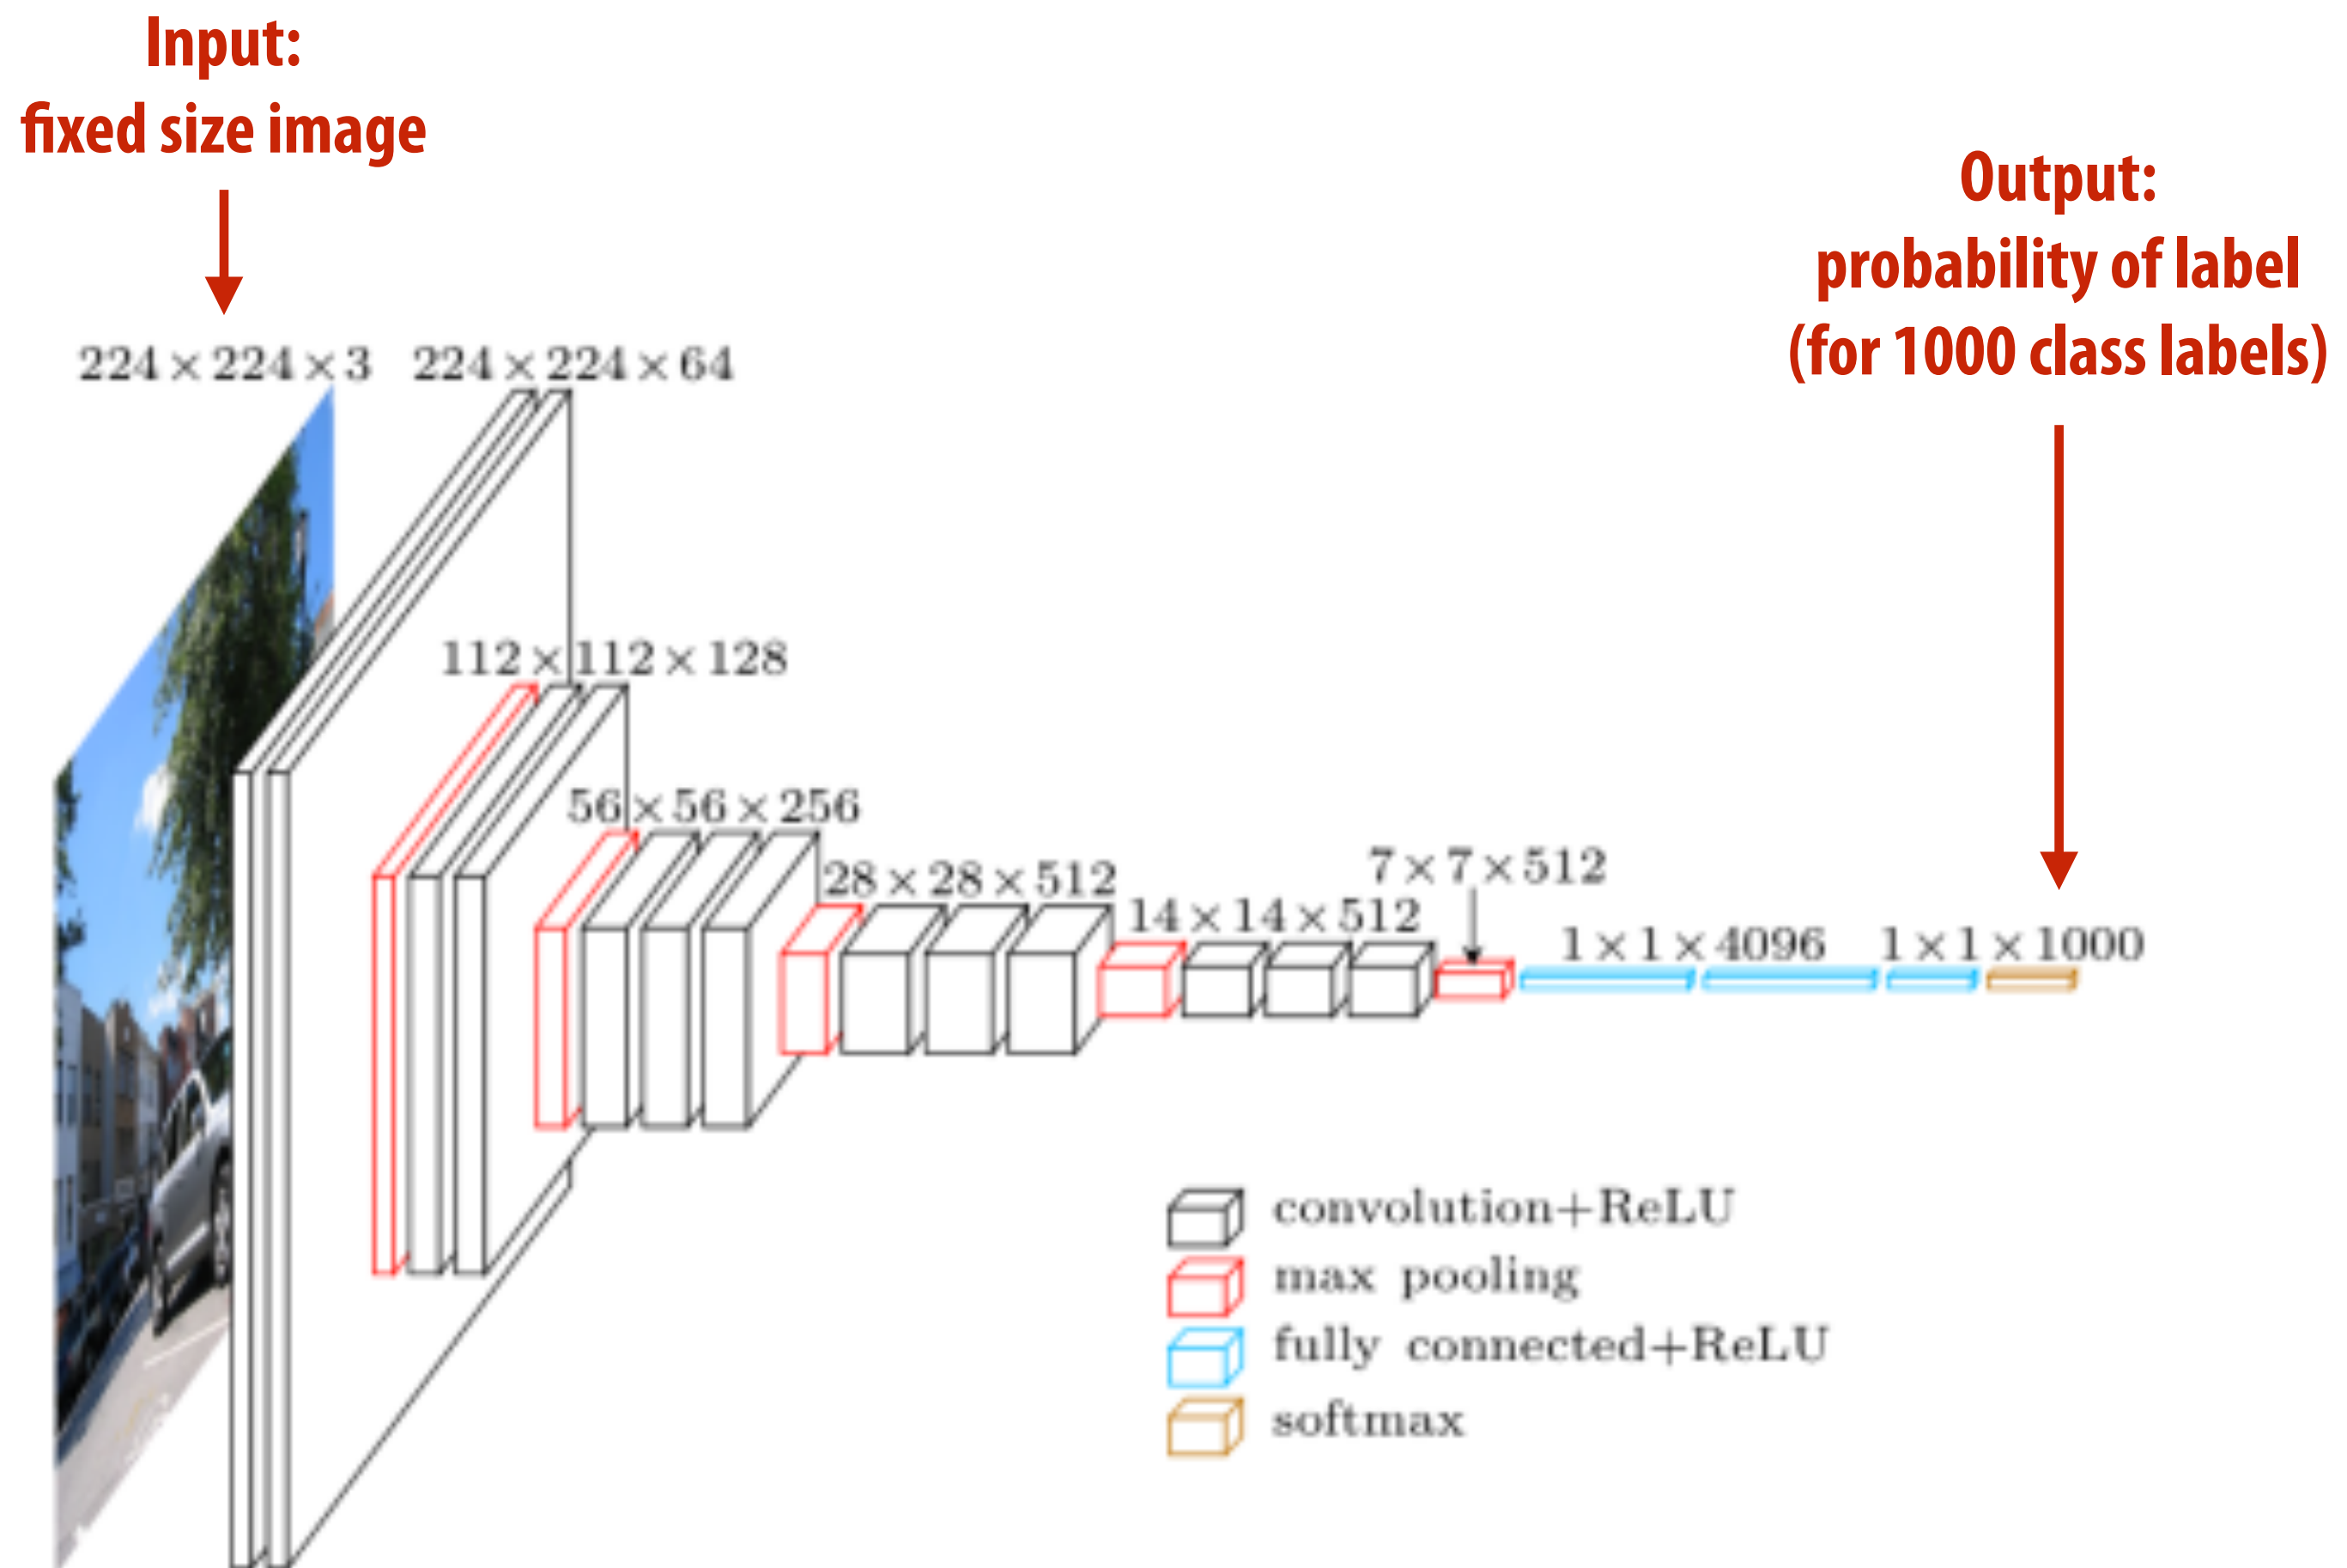 Input:
fixed size image
Output:
probability of label
(for 1000 class labels)
224×224×3
224×224×64
112×112×128
56×56×256
28×28×512
14×14×512
7×7×512
1×1×4096
1×1×1000
convolution+ReLU
max pooling
fully connected+ReLU
softmax